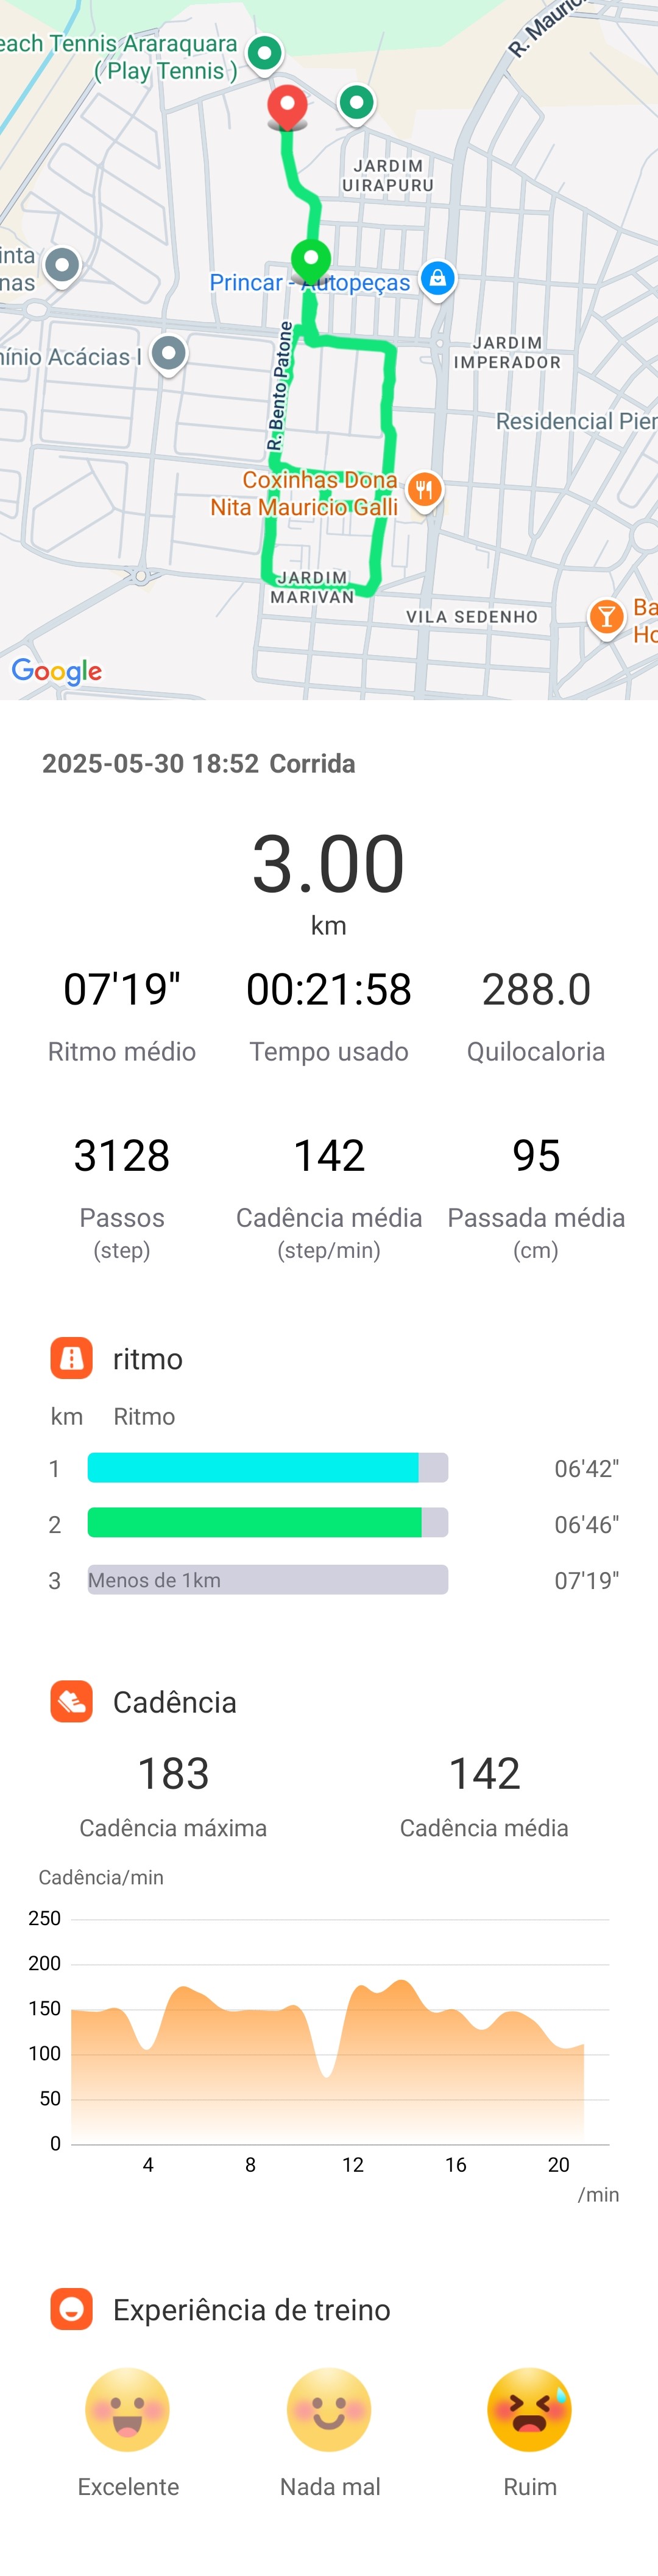 R. Mauric
each Tennis Araraquara
( Play Tennis )
JARDIM
UIRAPURU
inta
nas
Princar - Autopeças
R. Bento Patone
JARDIM
IMPERADOR
ínio Acácias I
Residencial Pier
Coxinhas Dona
Nita Mauricio Galli
JARDIM
MARIVAN
VILA SEDENHO
Ba
Ho
Google
2025-05-30 18:52 Corrida
3.00
km
07'19" 00:21:58 288.0
Ritmo médio Tempo usado Quilocaloria
3128 142 95
Passos Cadência média Passada média
(step) (step/min) (cm)
ritmo
km Ritmo
1 06'42"
2 06'46"
3 Menos de 1km 07'19"
Cadência
183 142
Cadência máxima Cadência média
Cadência/min
250
200
150
100
50
0
4 8 12 16 20
/min
Experiência de treino
Excelente Nada mal Ruim